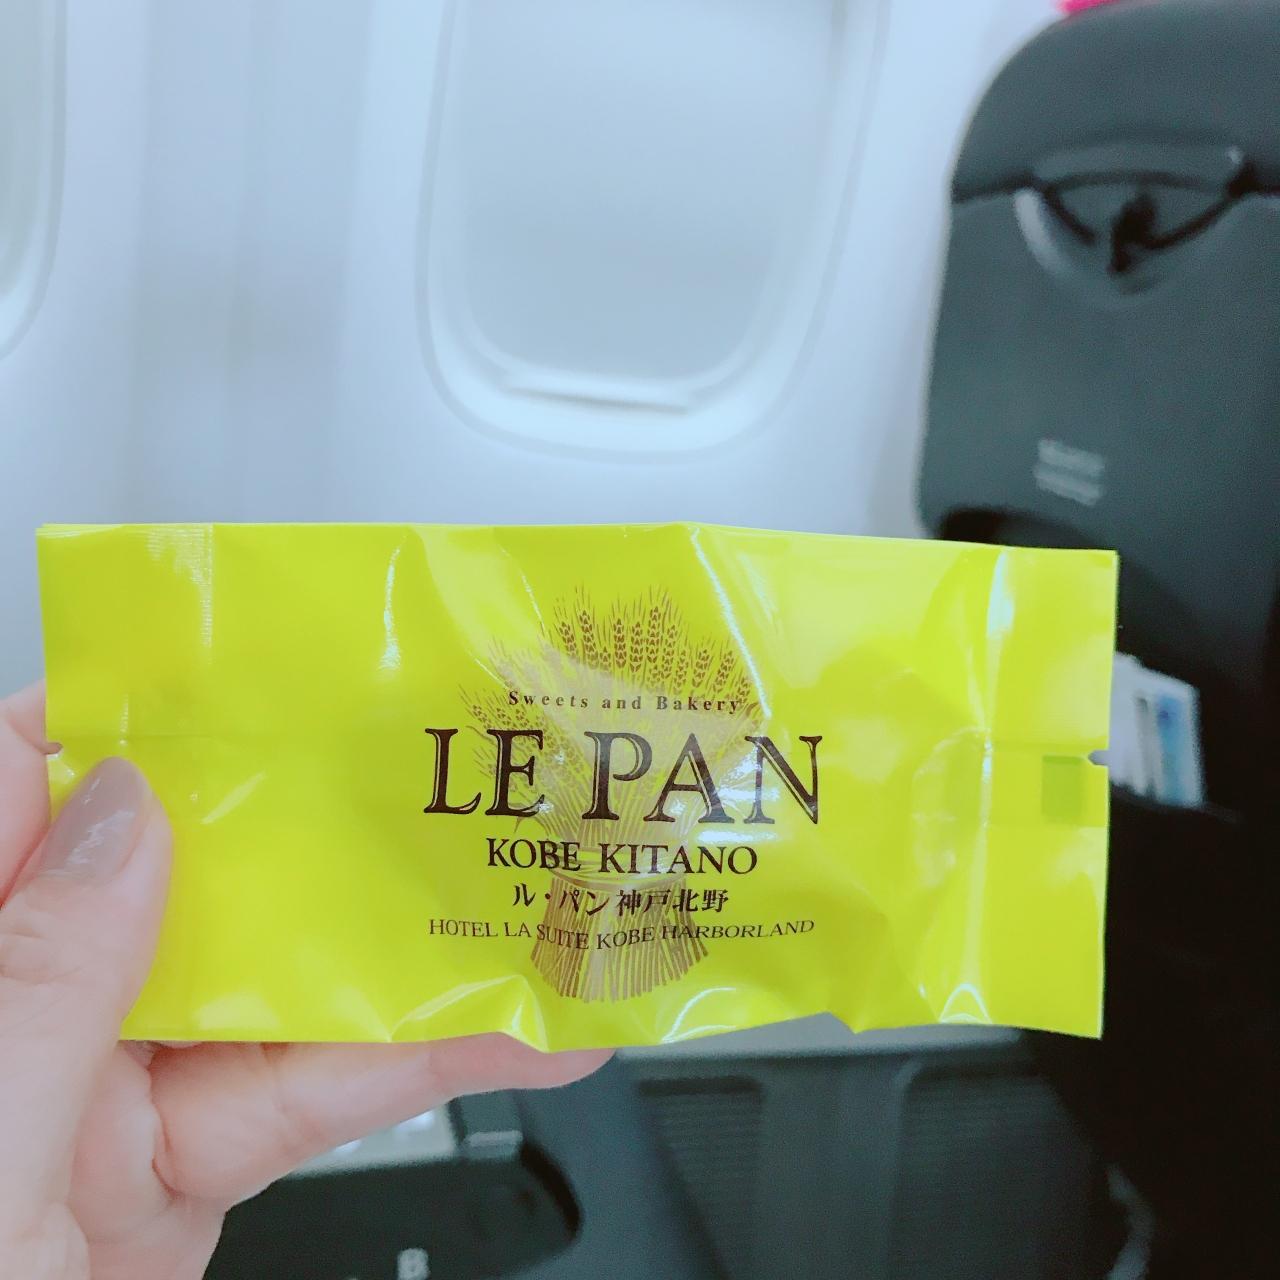 Sweets and Bakery
LE PAN
KOBE KITANO
ル・パン神戸北野
HOTEL LA SUITE KOBE HARBORLAND
B